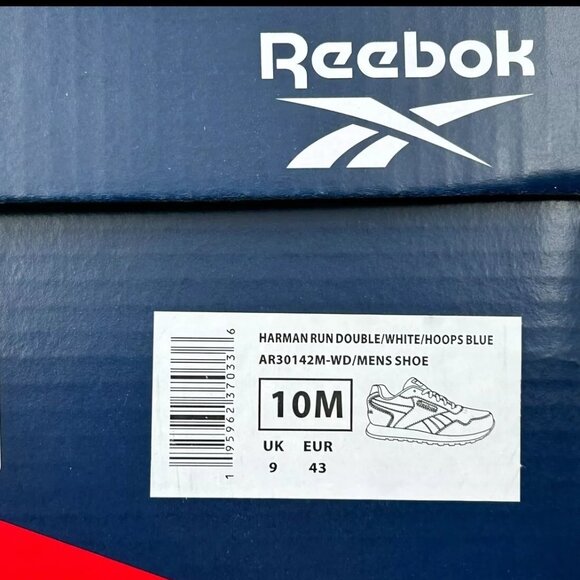 Reebok
HARMAN RUN DOUBLE/WHITE/HOOPS BLUE
AR30142M-WD/MENS SHOE
10M
UK EUR
9 43
1 95962 37033 6
Reebok